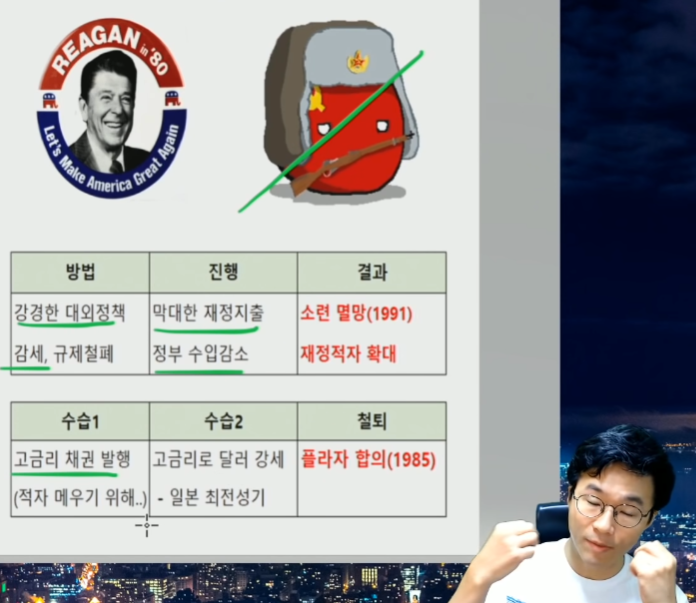 REAGAN in '80
Let's Make America Great Again
방법 진행 결과
강경한 대외정책 막대한 재정지출 소련 멸망(1991)
감세, 규제철폐 정부 수입감소 재정적자 확대
수습1 수습2 철퇴
고금리 채권 발행 고금리로 달러 강세 플라자 합의(1985)
(적자 메우기 위해..) - 일본 최전성기